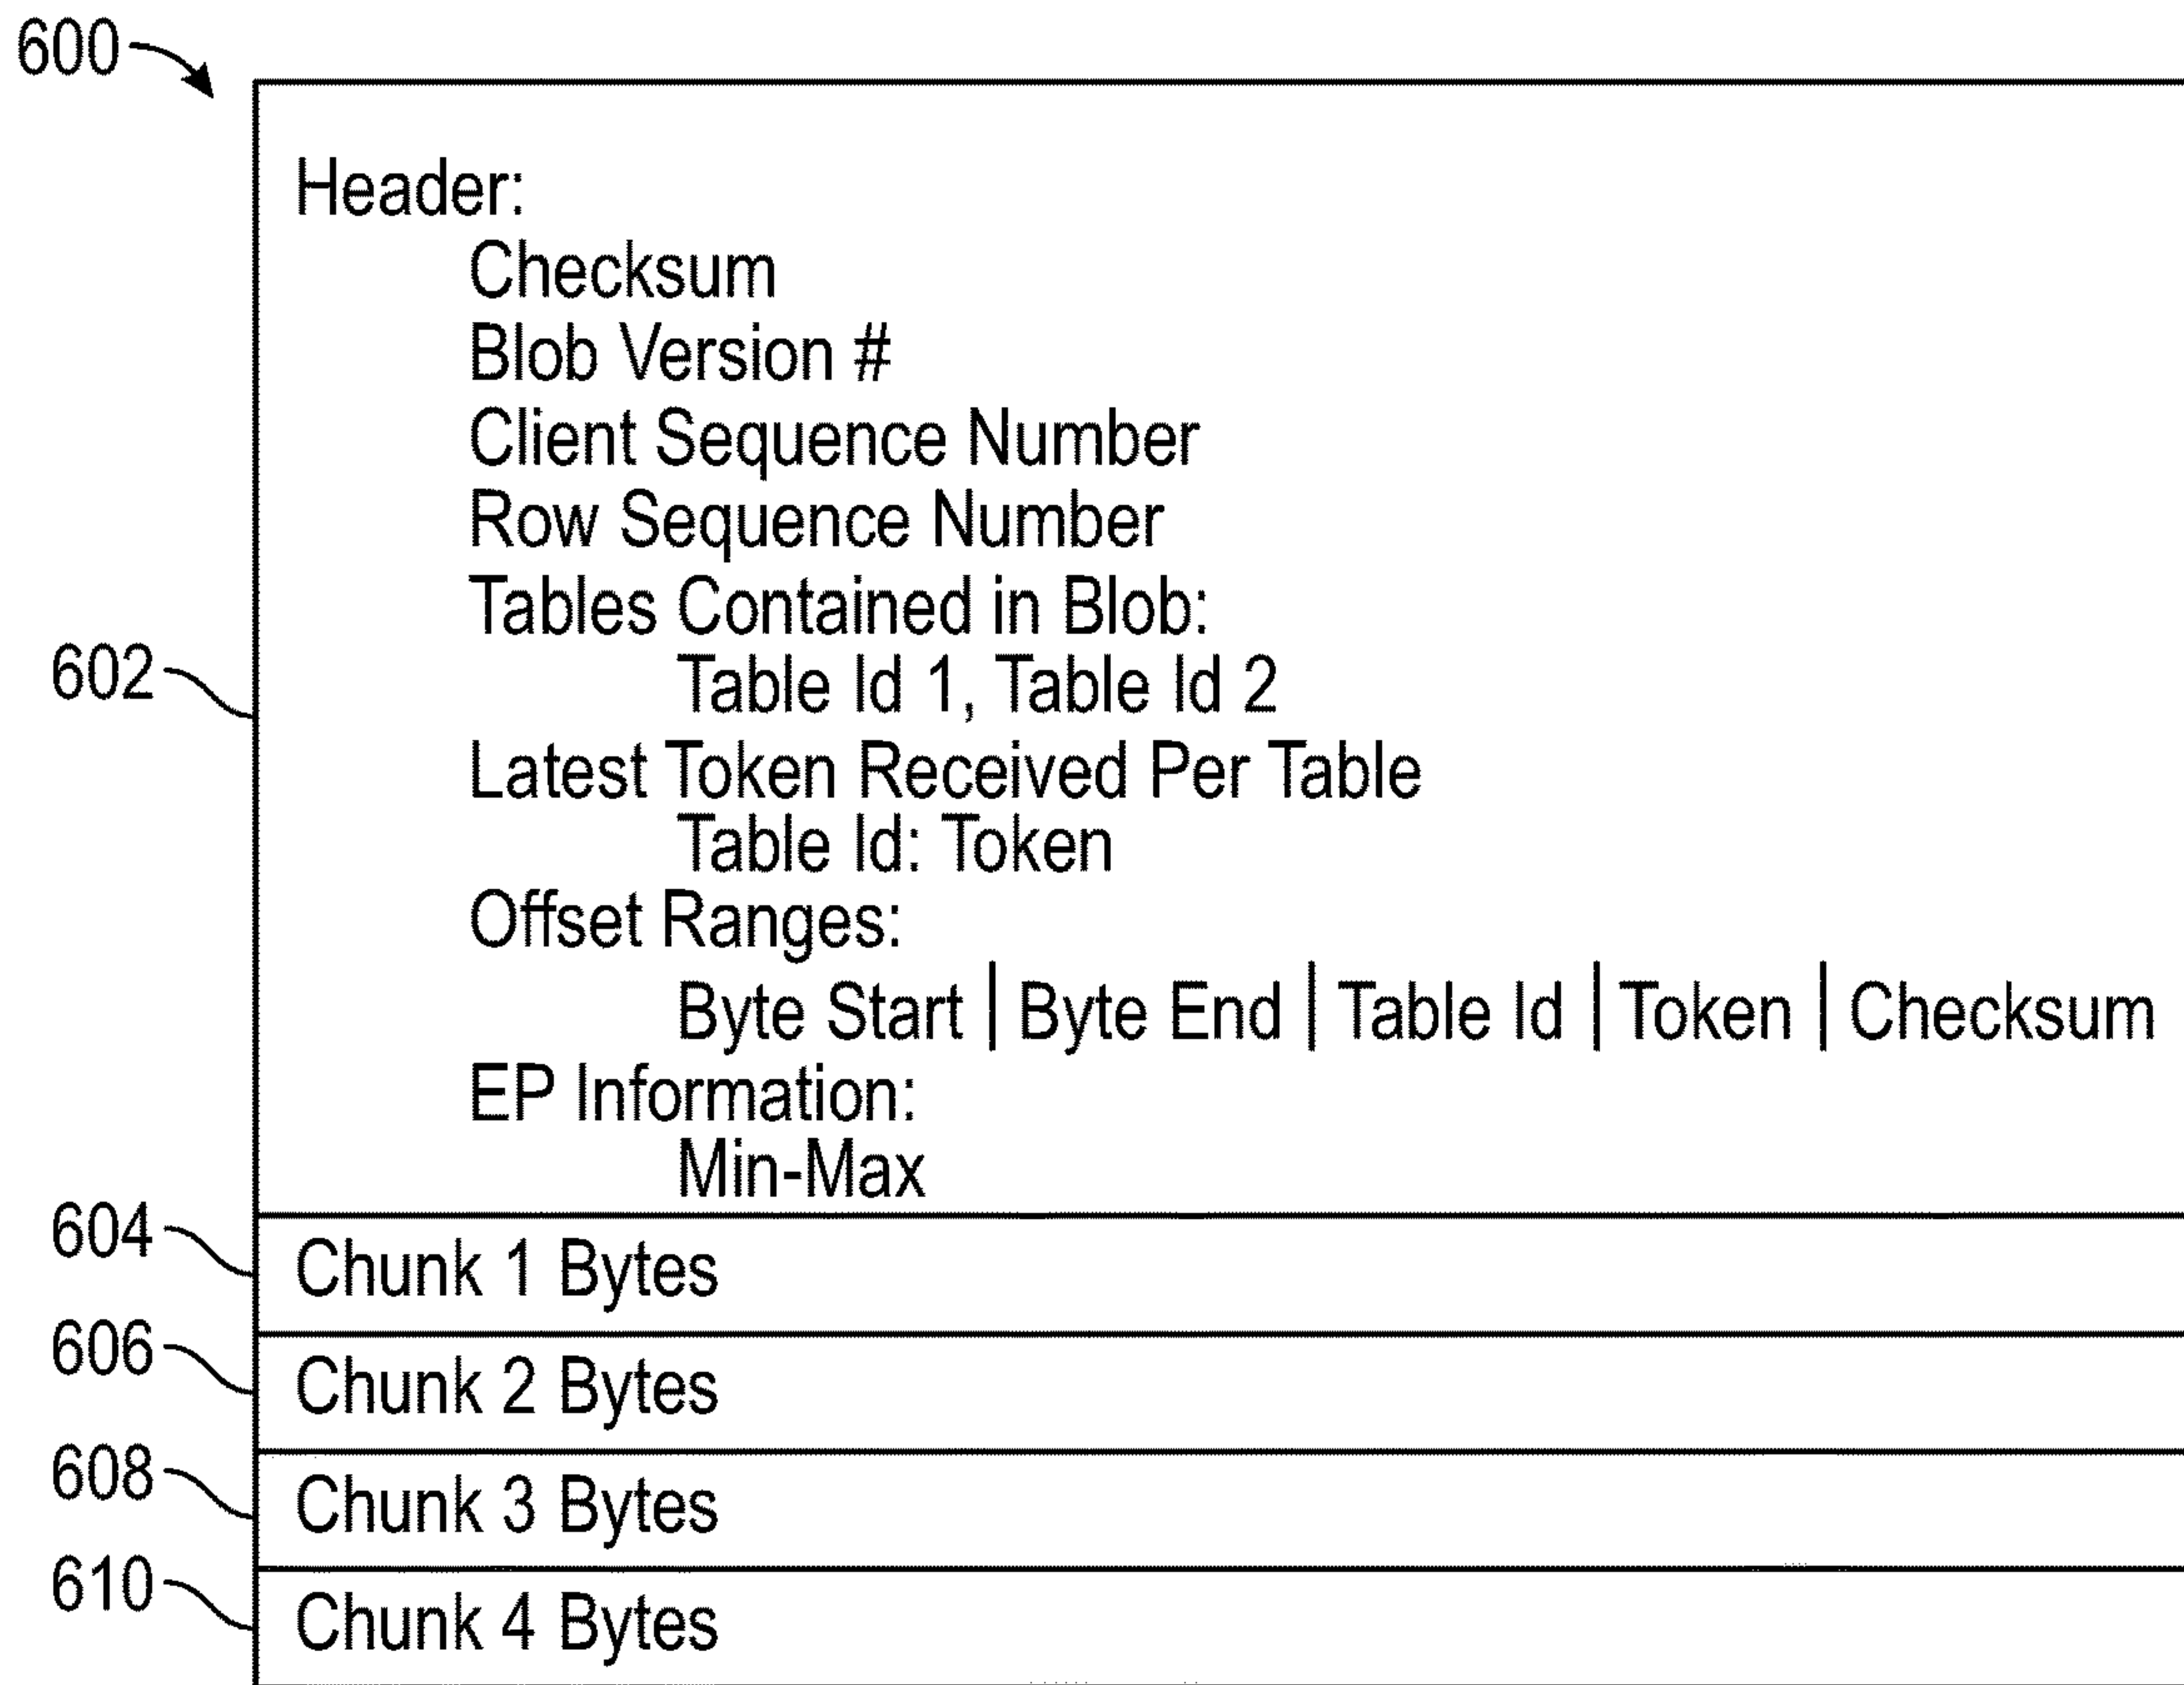 600
Header:
Checksum
Blob Version #
Client Sequence Number
Row Sequence Number
Tables Contained in Blob:
602
Table Id 1, Table Id 2
Latest Token Received Per Table
Table Id: Token
Offset Ranges:
Byte Start | Byte End | Table Id | Token | Checksum
EP Information:
Min-Max
604
Chunk 1 Bytes
606
Chunk 2 Bytes
608
Chunk 3 Bytes
610
Chunk 4 Bytes